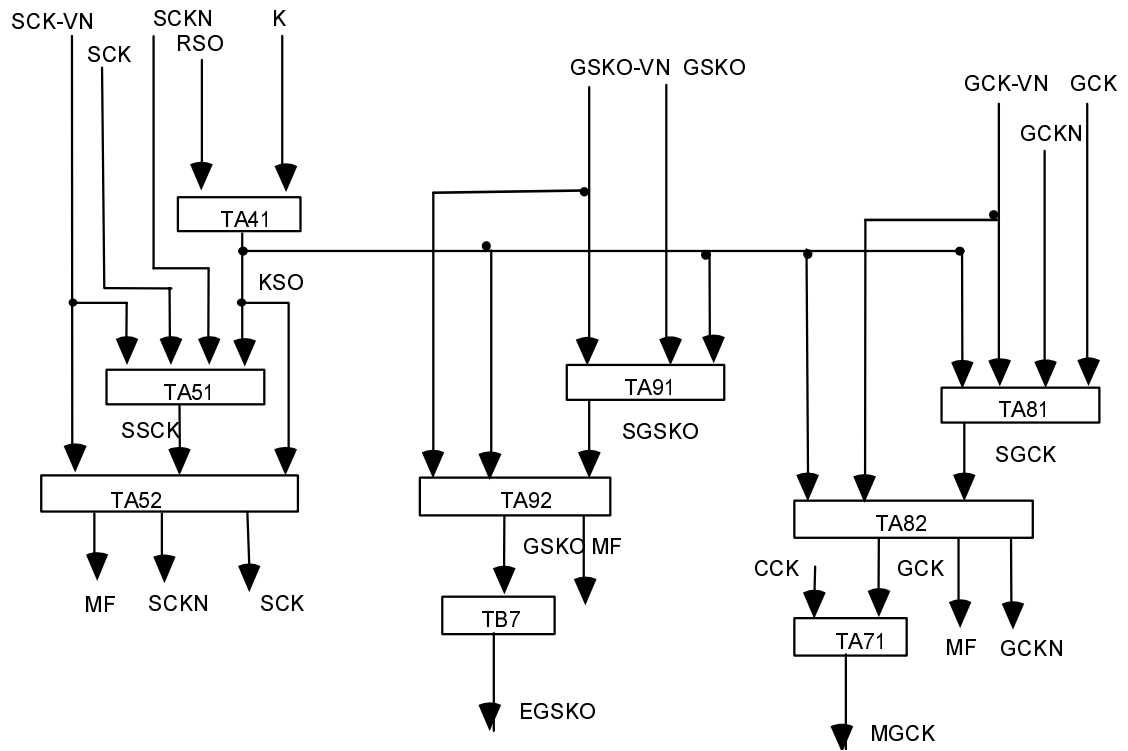 SCK-VN
SCKN
K
SCK
RSO
GSKO-VN
GSKO
GCK-VN
GCK
GCKN
TA41
KSO
TA51
TA91
TA81
SSCK
SGSKO
SGCK
TA52
TA92
TA82
GSKO
MF
CCK
GCK
MF
SCKN
SCK
TB7
TA71
MF
GCKN
EGSKO
MGCK